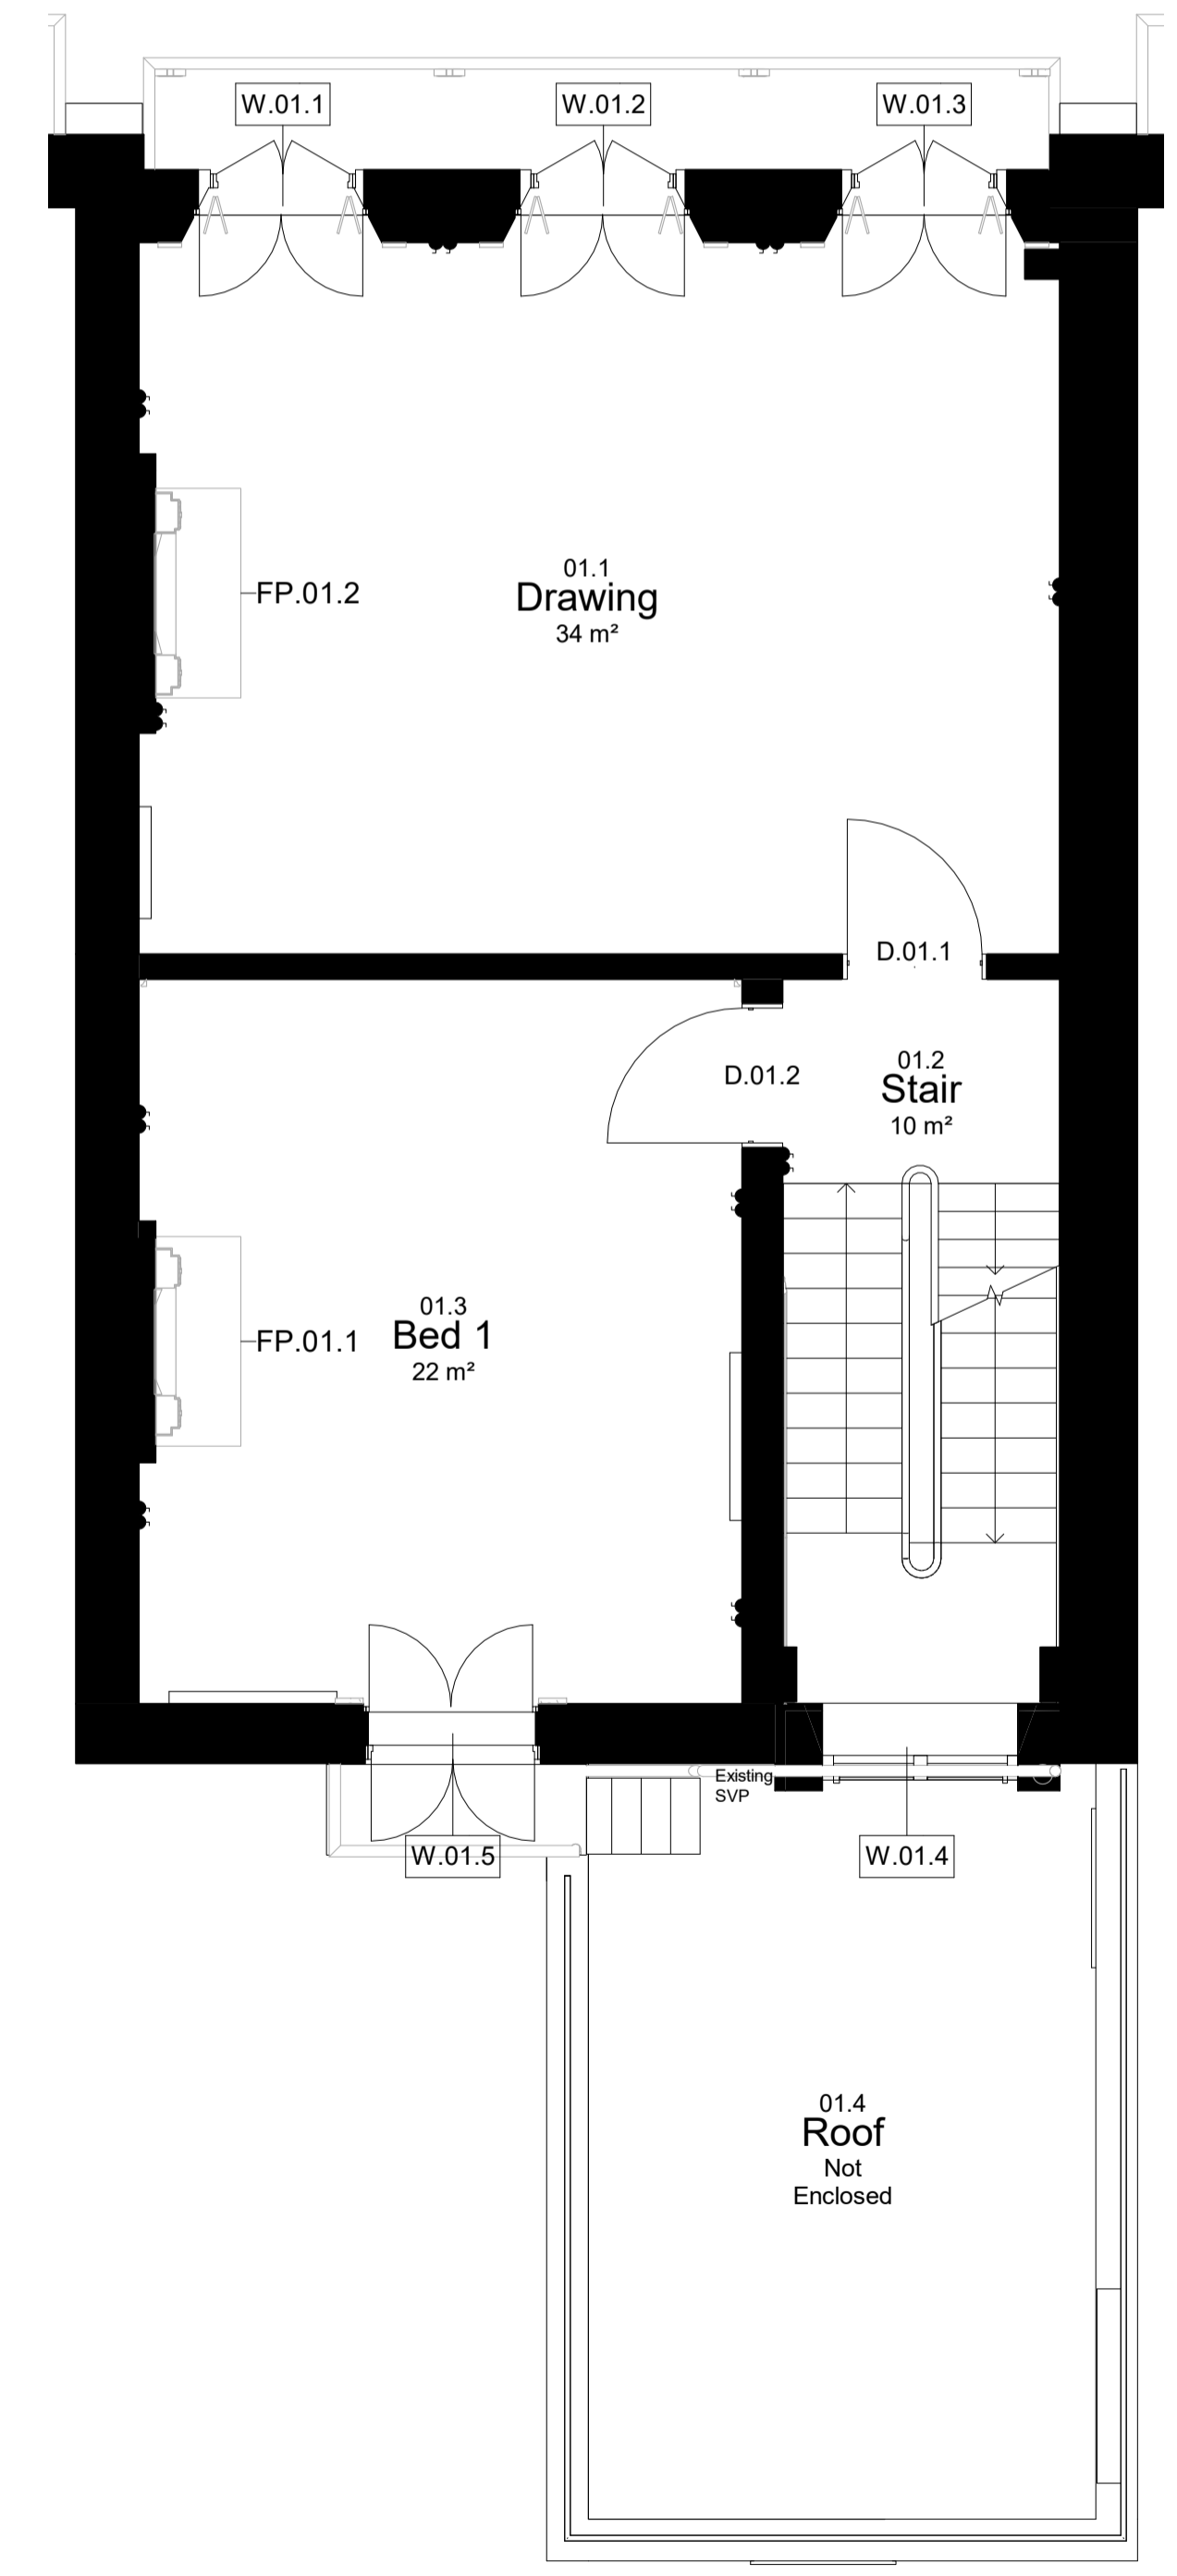 W.01.1
W.01.2
W.01.3
FP.01.2
01.1
Drawing
34 m²
D.01.1
D.01.2
01.2
Stair
10 m²
FP.01.1
01.3
Bed 1
22 m²
Existing
SVP
W.01.5
W.01.4
01.4
Roof
Not
Enclosed